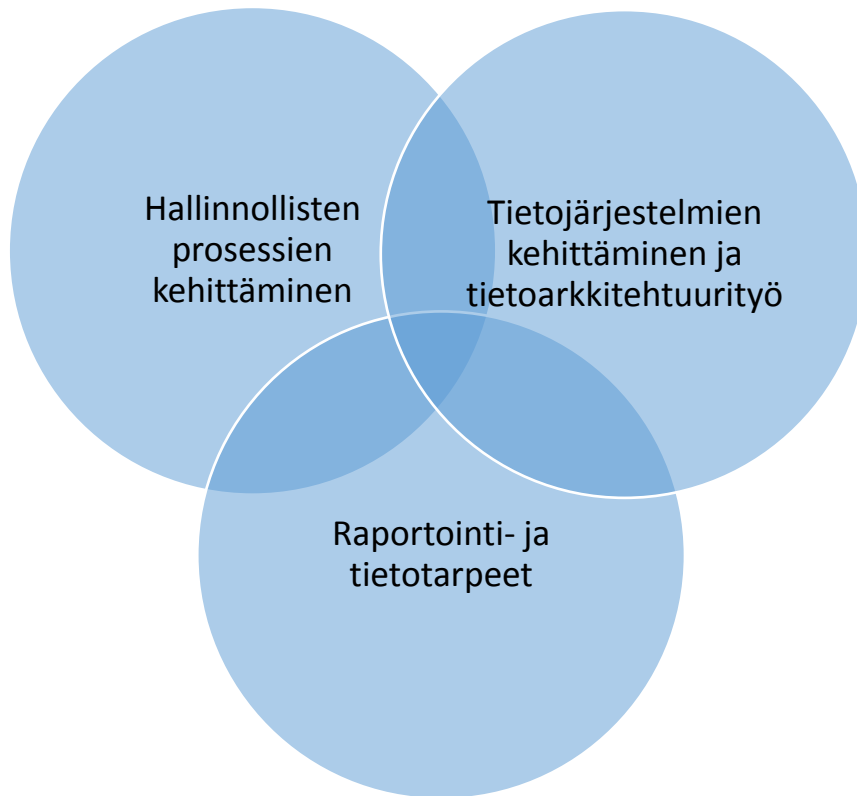 Hallinnollisten
prosessien
kehittäminen
Tietojärjestelmien
kehittäminen ja
tietoarkkitehtuurityö
Raportointi- ja
tietotarpeet